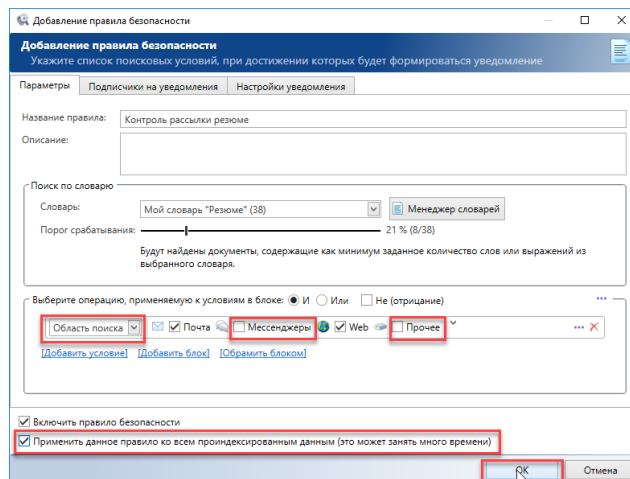 Добавление правила безопасности
Добавление правила безопасности
Укажите список поисковых условий, при достижении которых будет формироваться уведомление
Параметры Подписчики на уведомления Настройки уведомления
Название правила: Контроль рассылки резюме
Описание:
Поиск по словарю
Словарь: Мой словарь "Резюме" (38) Менеджер словарей
Порог срабатывания: 21 % (8/38)
Будут найдены документы, содержащие как минимум заданное количество слов или выражений из
выбранного словаря.
Выберите операцию, применяемую к условиям в блоке: И Или Не (отрицание) ...
Область поиска Почта Мессенджеры Web Прочее ...
[Добавить условие] [Добавить блок] [Обрамить блоком]
Включить правило безопасности
Применить данное правило ко всем проиндексированным данным (это может занять много времени)
ОК Отмена